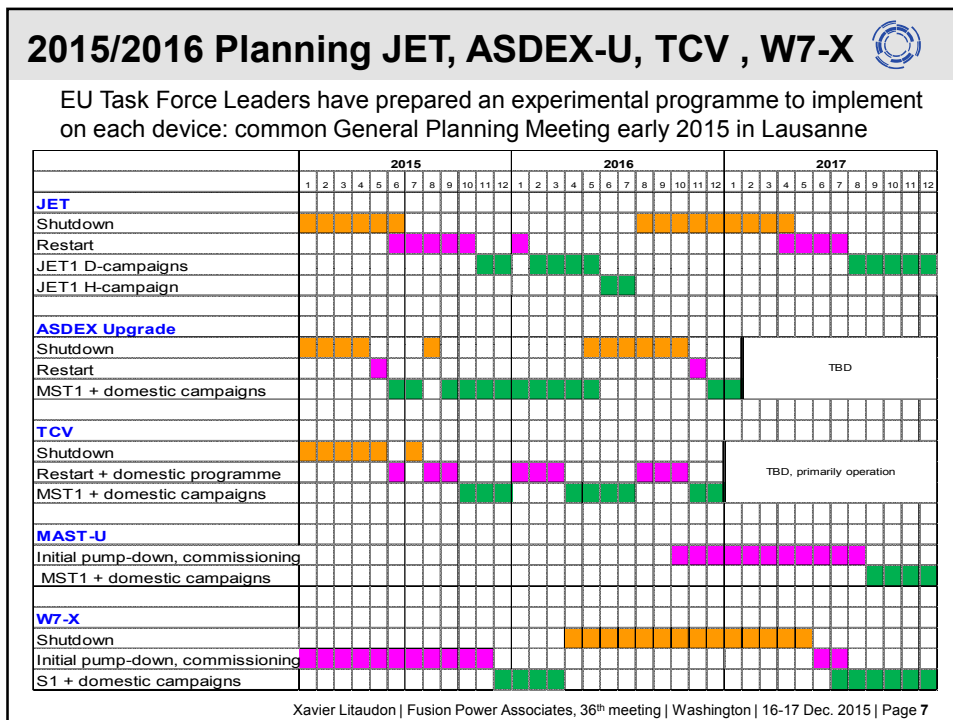 2015/2016 Planning JET, ASDEX-U, TCV , W7-X
EU Task Force Leaders have prepared an experimental programme to implement
on each device: common General Planning Meeting early 2015 in Lausanne
2015 2016 2017
1 2 3 4 5 6 7 8 9 10 11 12 1 2 3 4 5 6 7 8 9 10 11 12 1 2 3 4 5 6 7 8 9 10 11 12
JET
Shutdown
Restart
JET1 D-campaigns
JET1 H-campaign
ASDEX Upgrade
Shutdown
Restart
TBD
MST1 + domestic campaigns
TCV
Shutdown
Restart + domestic programme
TBD, primarily operation
MST1 + domestic campaigns
MAST-U
Initial pump-down, commissioning
MST1 + domestic campaigns
W7-X
Shutdown
Initial pump-down, commissioning
S1 + domestic campaigns
Xavier Litaudon | Fusion Power Associates, 36th meeting | Washington | 16-17 Dec. 2015 | Page 7